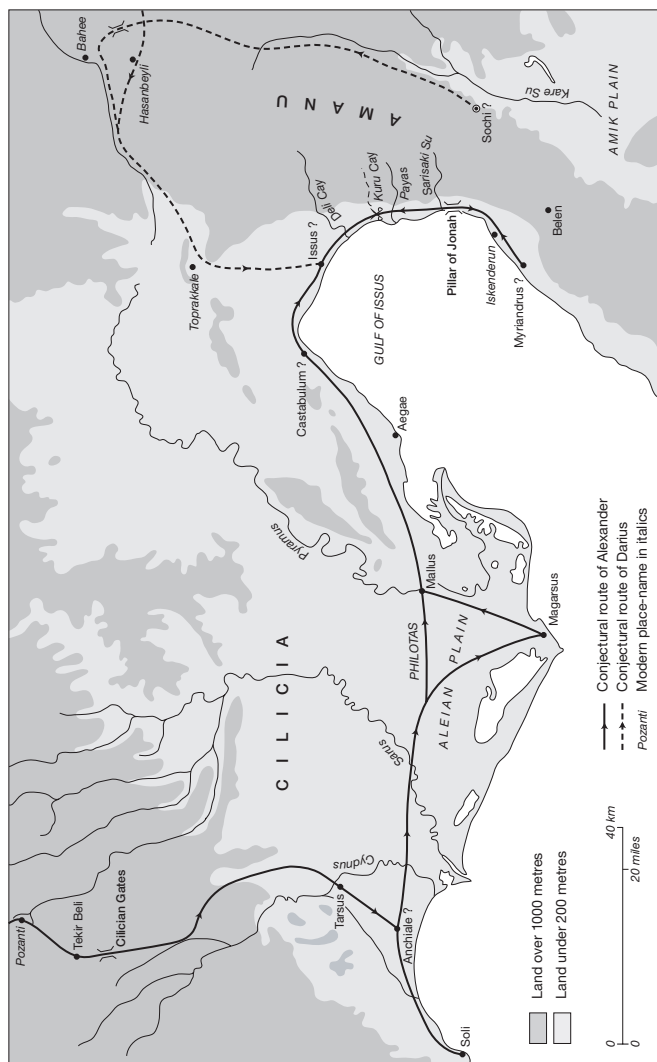 Pozanti
Tekir Beli
Cilician Gates
Bahee
Hasanbeyli
AMANU
Toprakkale
CILICIA
Pyramus
Sarus
Cydnus
Tarsus
Anchiale ?
Soli
PHILOTAS
ALEIAN
PLAIN
Mallus
Magarsus
Aegae
Castabulum ?
Issus ?
GULF OF ISSUS
Deli Cay
Kuru Cay
Payas
Sarisaki Su
Pillar of Jonah
Iskenderun
Myriandrus ?
Belen
Sochi ?
Kare Su
AMIK PLAIN
Land over 1000 metres
Land under 200 metres
0 40 km
0 20 miles
Conjectural route of Alexander
Conjectural route of Darius
Pozanti Modern place-name in italics